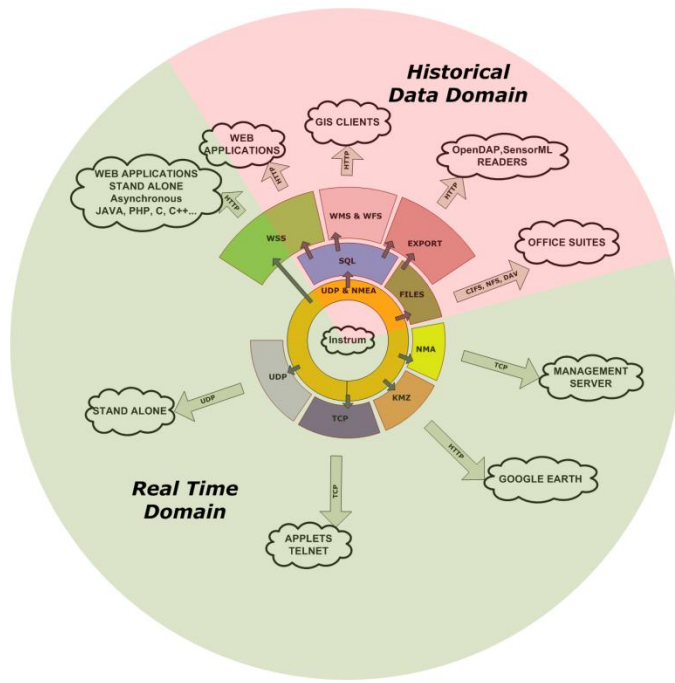 Historical
Data Domain
GIS CLIENTS
WEB
APPLICATIONS
OpenDAP,SensorML
READERS
WEB APPLICATIONS
STAND ALONE
Asynchronous
JAVA, PHP, C, C++...
HTTP
HTTP
HTTP
HTTP
WMS & WFS
WSS
EXPORT
OFFICE SUITES
SQL
UDP & NMEA
FILES
CIFS, NFS, DAV
Instrum
NMA
TCP
MANAGEMENT
SERVER
UDP
KMZ
TCP
STAND ALONE
UDP
HTTP
GOOGLE EARTH
Real Time
Domain
TCP
APPLETS
TELNET